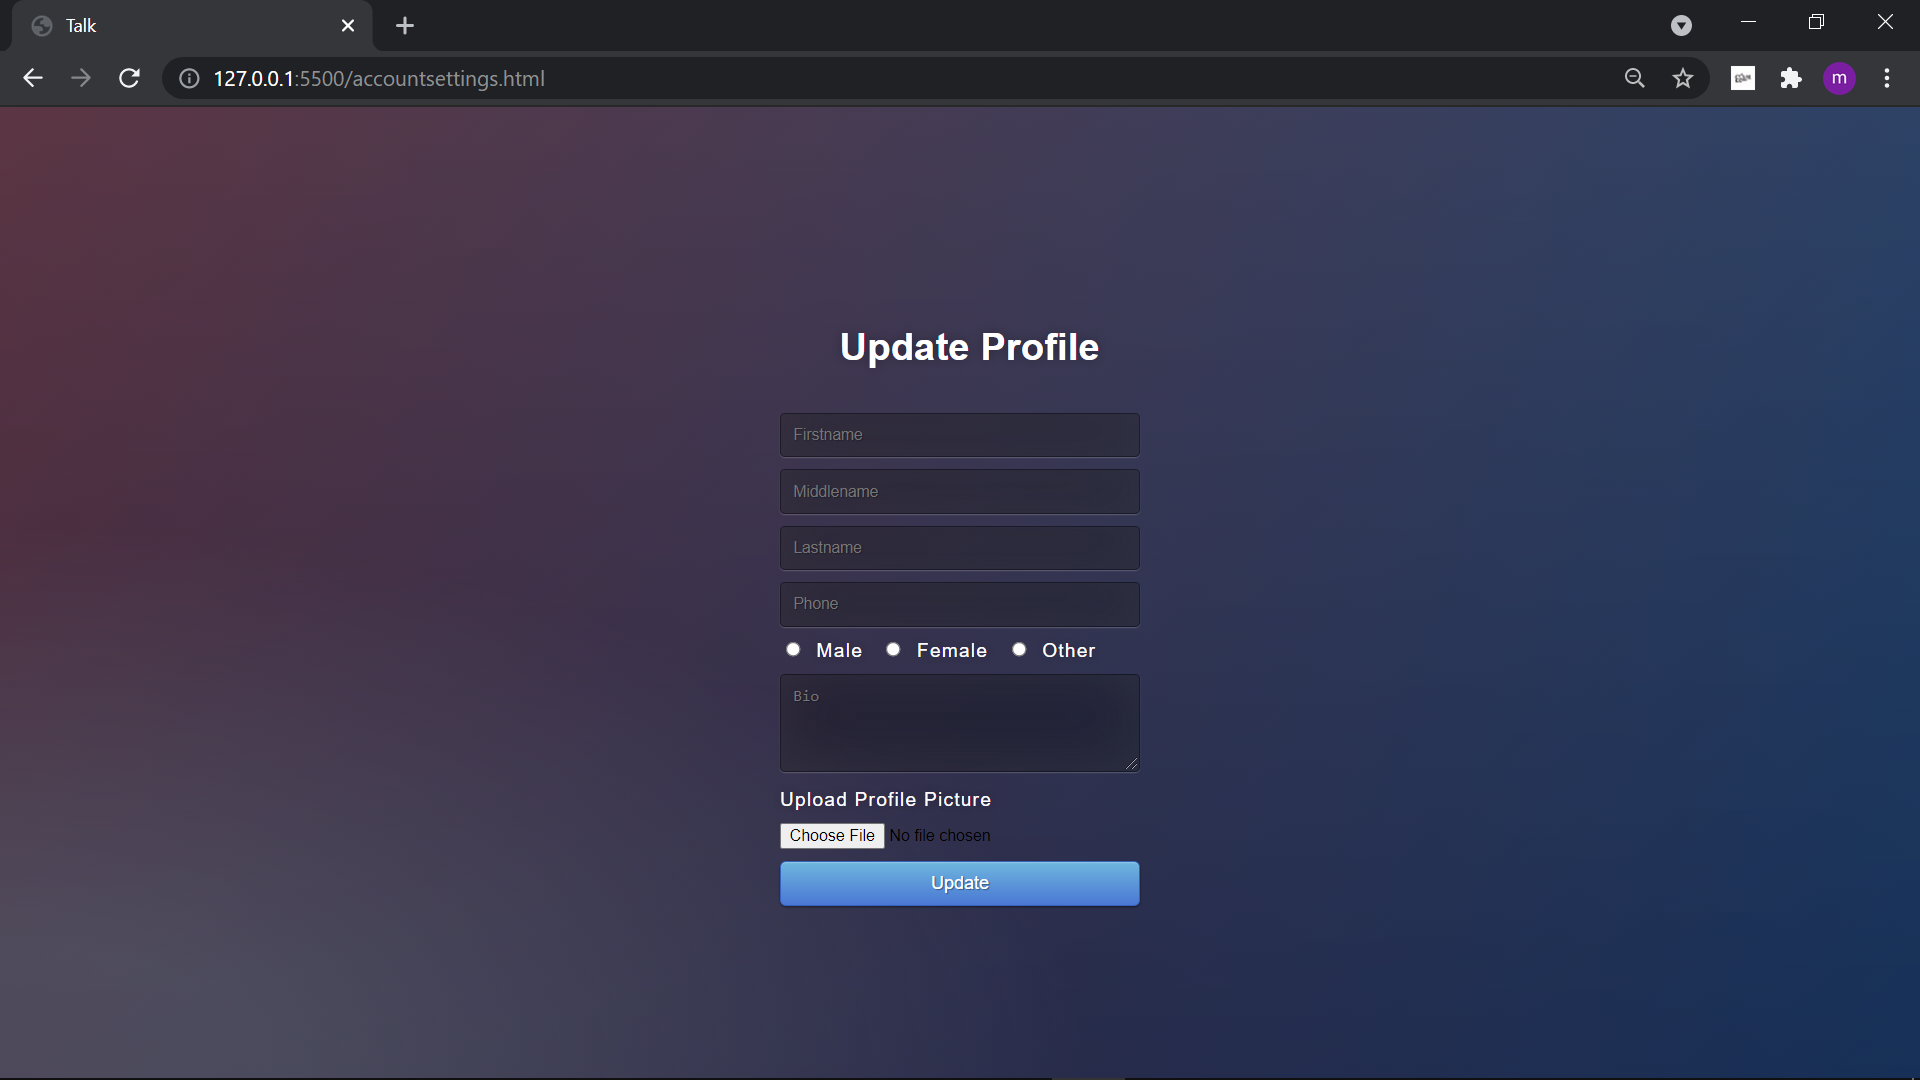 Talk
127.0.0.1:5500/accountsettings.html
m
Update Profile
Firstname
Middlename
Lastname
Phone
Male Female Other
Bio
Upload Profile Picture
Choose File No file chosen
Update